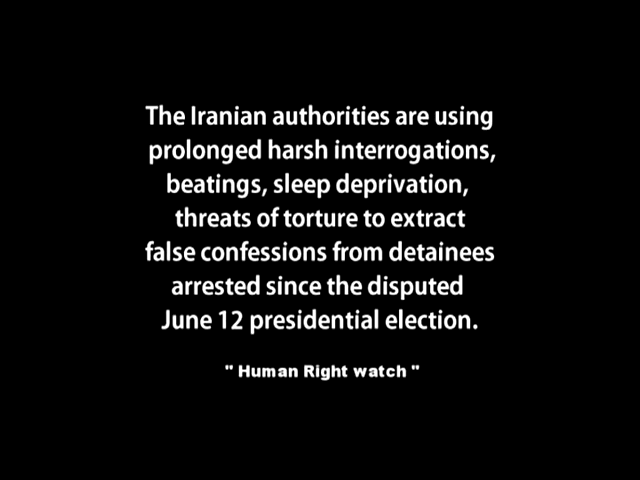 The Iranian authorities are using
prolonged harsh interrogations,
beatings, sleep deprivation,
threats of torture to extract
false confessions from detainees
arrested since the disputed
June 12 presidential election.
" Human Right watch "